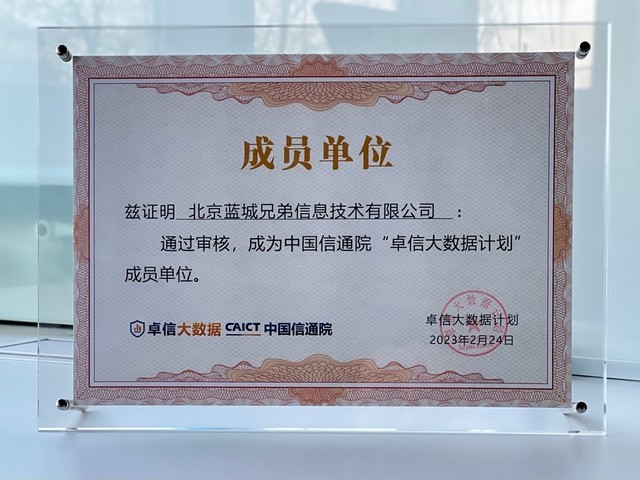 成员单位
兹证明 北京蓝城兄弟信息技术有限公司 :
通过审核，成为中国信通院“卓信大数据计划”
成员单位。
卓信大数据 CAICT 中国信通院
卓信大数据计划
2023年2月24日